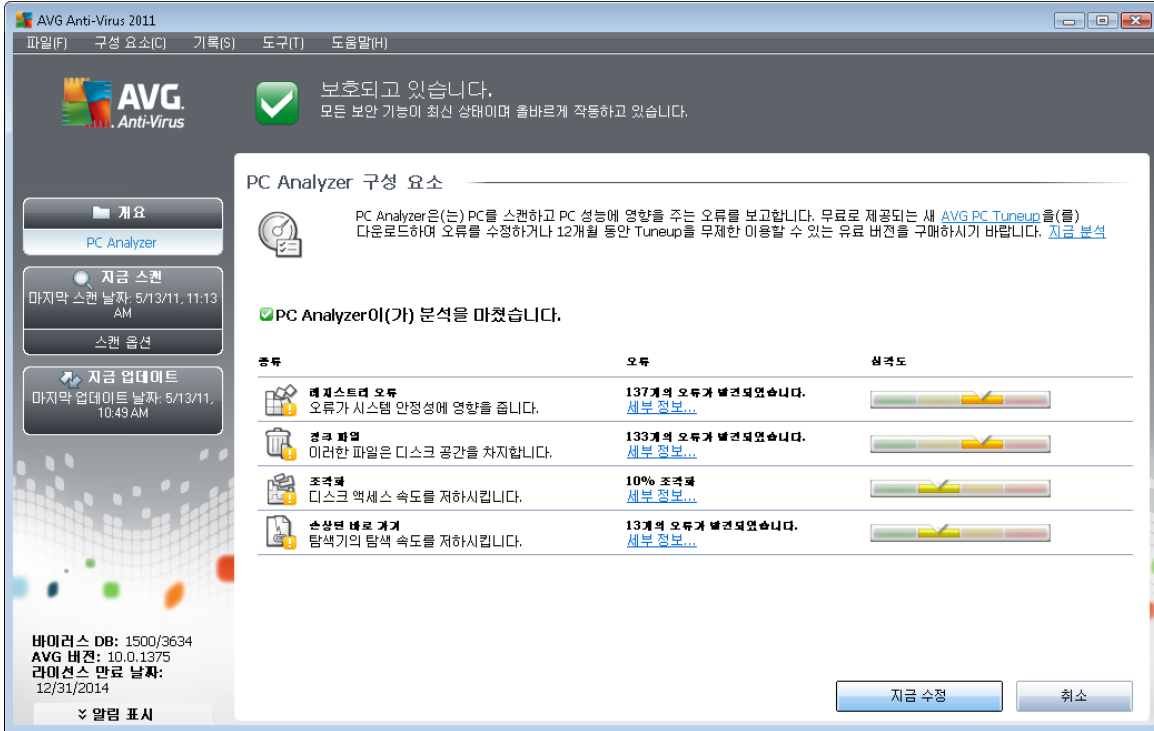 AVG Anti-Virus 2011
파일(F) 구성 요소(C) 기록(S) 도구(T) 도움말(H)
AVG.
Anti-Virus
보호되고 있습니다.
모든 보안 기능이 최신 상태이며 올바르게 작동하고 있습니다.
개요
PC Analyzer
지금 스캔
마지막 스캔 날짜: 5/13/11, 11:13
AM
스캔 옵션
지금 업데이트
마지막 업데이트 날짜: 5/13/11,
10:49 AM
바이러스 DB: 1500/3634
AVG 버전: 10.0.1375
라이선스 만료 날짜:
12/31/2014
알림 표시
PC Analyzer 구성 요소
PC Analyzer은(는) PC를 스캔하고 PC 성능에 영향을 주는 오류를 보고합니다. 무료로 제공되는 새 AVG PC Tuneup을(를)
다운로드하여 오류를 수정하거나 12개월 동안 Tuneup을 무제한 이용할 수 있는 유료 버전을 구매하시기 바랍니다. 지금 분석
PC Analyzer이(가) 분석을 마쳤습니다.
종류 오류 심각도
레지스트리 오류 137개의 오류가 발견되었습니다.
오류가 시스템 안정성에 영향을 줍니다. 세부 정보...
정크 파일 133개의 오류가 발견되었습니다.
이러한 파일은 디스크 공간을 차지합니다. 세부 정보...
조각화 10% 조각화
디스크 액세스 속도를 저하시킵니다. 세부 정보...
손상된 바로 가기 13개의 오류가 발견되었습니다.
탐색기의 탐색 속도를 저하시킵니다. 세부 정보...
지금 수정 취소